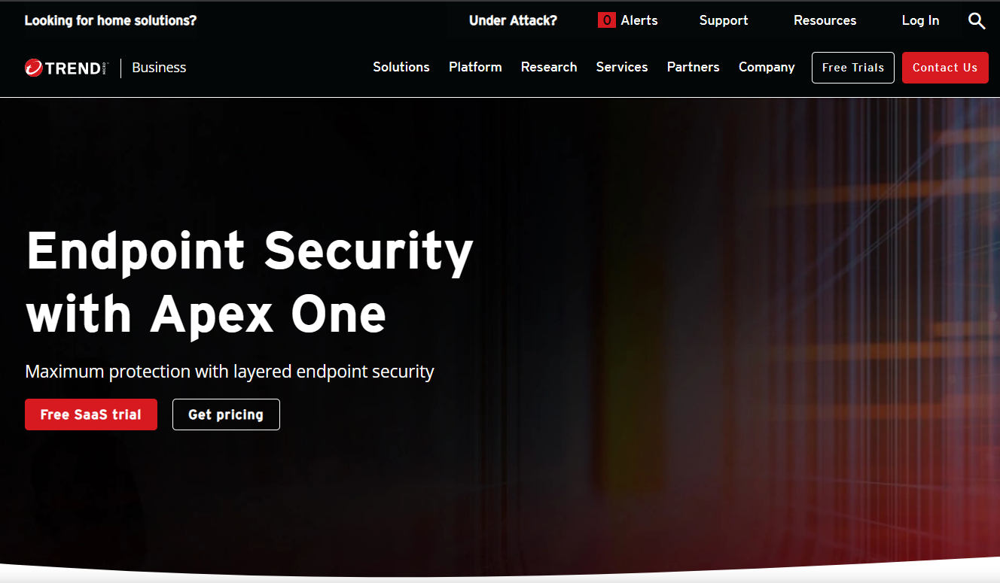 Looking for home solutions?
Under Attack?
0 Alerts
Support
Resources
Log In
TREND MICRO
Business
Solutions
Platform
Research
Services
Partners
Company
Free Trials
Contact Us
Endpoint Security
with Apex One
Maximum protection with layered endpoint security
Free SaaS trial
Get pricing